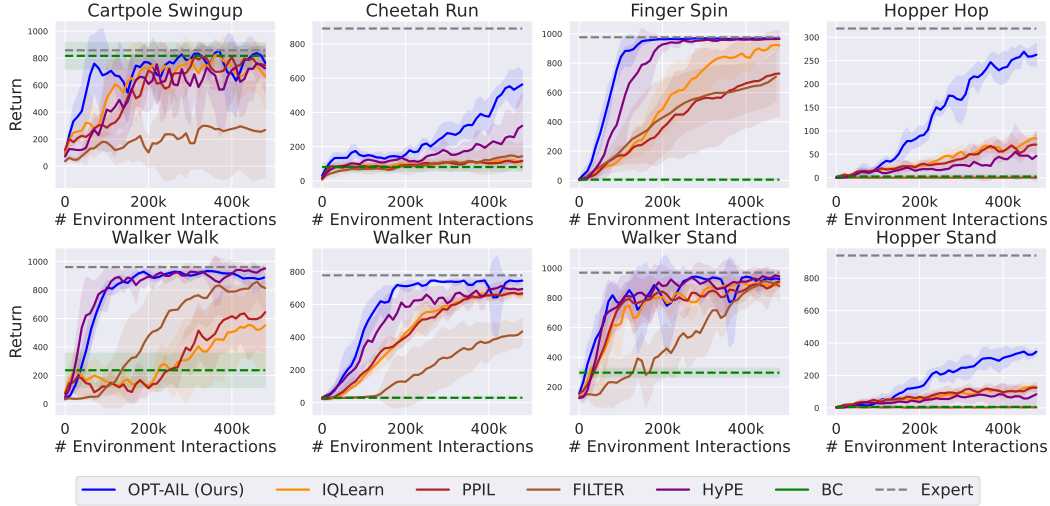 Cartpole Swingup
Cheetah Run
Finger Spin
Hopper Hop
Return
1000
800
600
400
200
0
800
600
400
200
0
1000
800
600
400
200
0
300
250
200
150
100
50
0
0 200k 400k
0 200k 400k
0 200k 400k
0 200k 400k
# Environment Interactions
# Environment Interactions
# Environment Interactions
# Environment Interactions
Walker Walk
Walker Run
Walker Stand
Hopper Stand
Return
1000
800
600
400
200
0
800
600
400
200
0
1000
800
600
400
200
800
600
400
200
0
0 200k 400k
0 200k 400k
0 200k 400k
0 200k 400k
# Environment Interactions
# Environment Interactions
# Environment Interactions
# Environment Interactions
OPT-AIL (Ours) IQLearn PPIL FILTER HyPE BC Expert